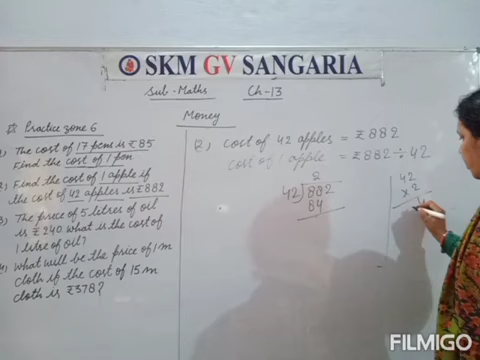 SKM GV SANGARIA
Sub - Maths Ch-13
Money
Practice zone 6
The cost of 17 pens is ₹85
Find the cost of 1 pen
Find the cost of 1 apple if
the cost of 42 apples is ₹882
3) The price of 5 litres of oil
is ₹240 what is the cost of
1 litre of oil?
What will be the price of 1 m
cloth if the cost of 15 m
cloth is ₹378?
2) cost of 42 apples = ₹882
cost of 1 apple = ₹882 ÷ 42
2
42)882
84
42
x 2
FILMIGO